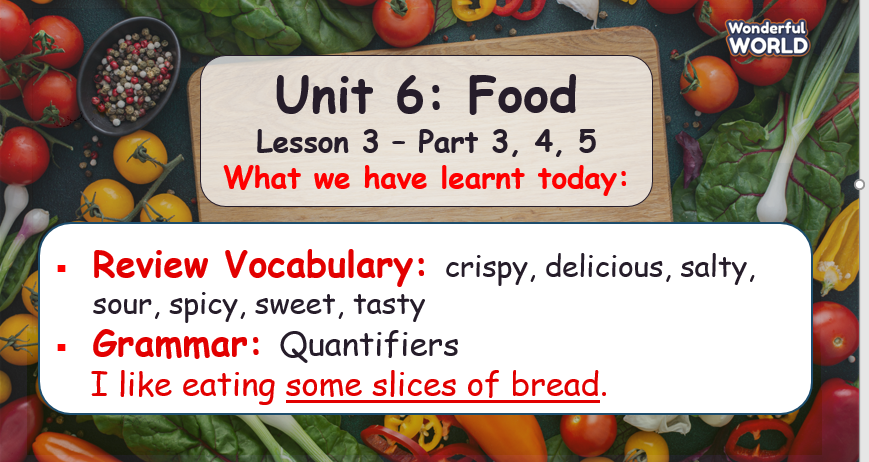 Wonderful
WORLD
Unit 6: Food
Lesson 3 – Part 3, 4, 5
What we have learnt today:
▪ Review Vocabulary: crispy, delicious, salty,
sour, spicy, sweet, tasty
▪ Grammar: Quantifiers
I like eating some slices of bread.